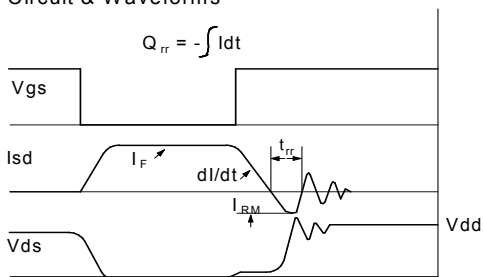 Circuit & Waveforms
Q rr = - ∫ Idt
Vgs
Isd
I F
dI/dt
t rr
I RM
Vds
Vdd